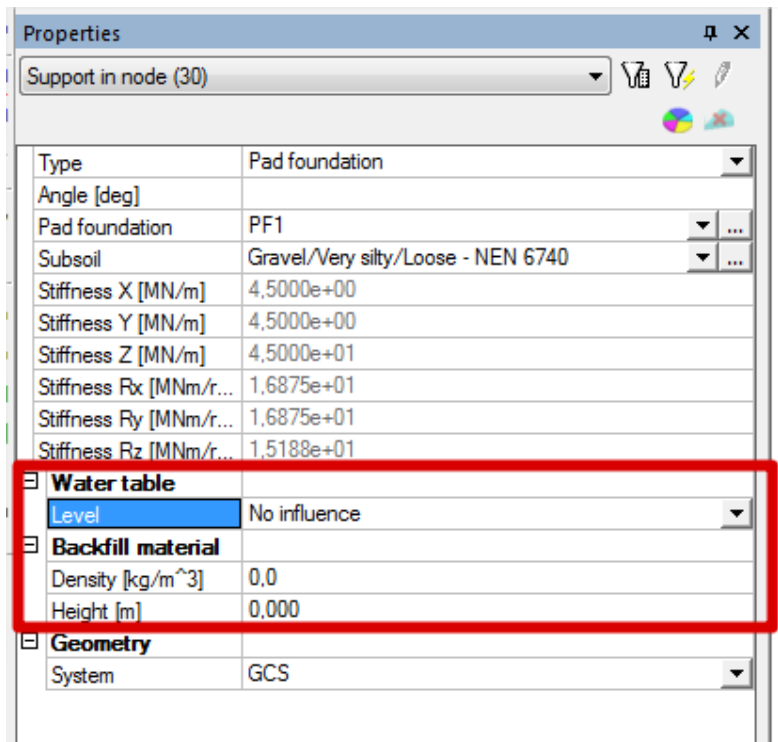 Properties
Support in node (30)
Type Pad foundation
Angle [deg]
Pad foundation PF1 ...
Subsoil Gravel/Very silty/Loose - NEN 6740 ...
Stiffness X [MN/m] 4,5000e+00
Stiffness Y [MN/m] 4,5000e+00
Stiffness Z [MN/m] 4,5000e+01
Stiffness Rx [MNm/r... 1,6875e+01
Stiffness Ry [MNm/r... 1,6875e+01
Stiffness Rz [MNm/r... 1,5188e+01
Water table
Level No influence
Backfill material
Density [kg/m^3] 0,0
Height [m] 0,000
Geometry
System GCS